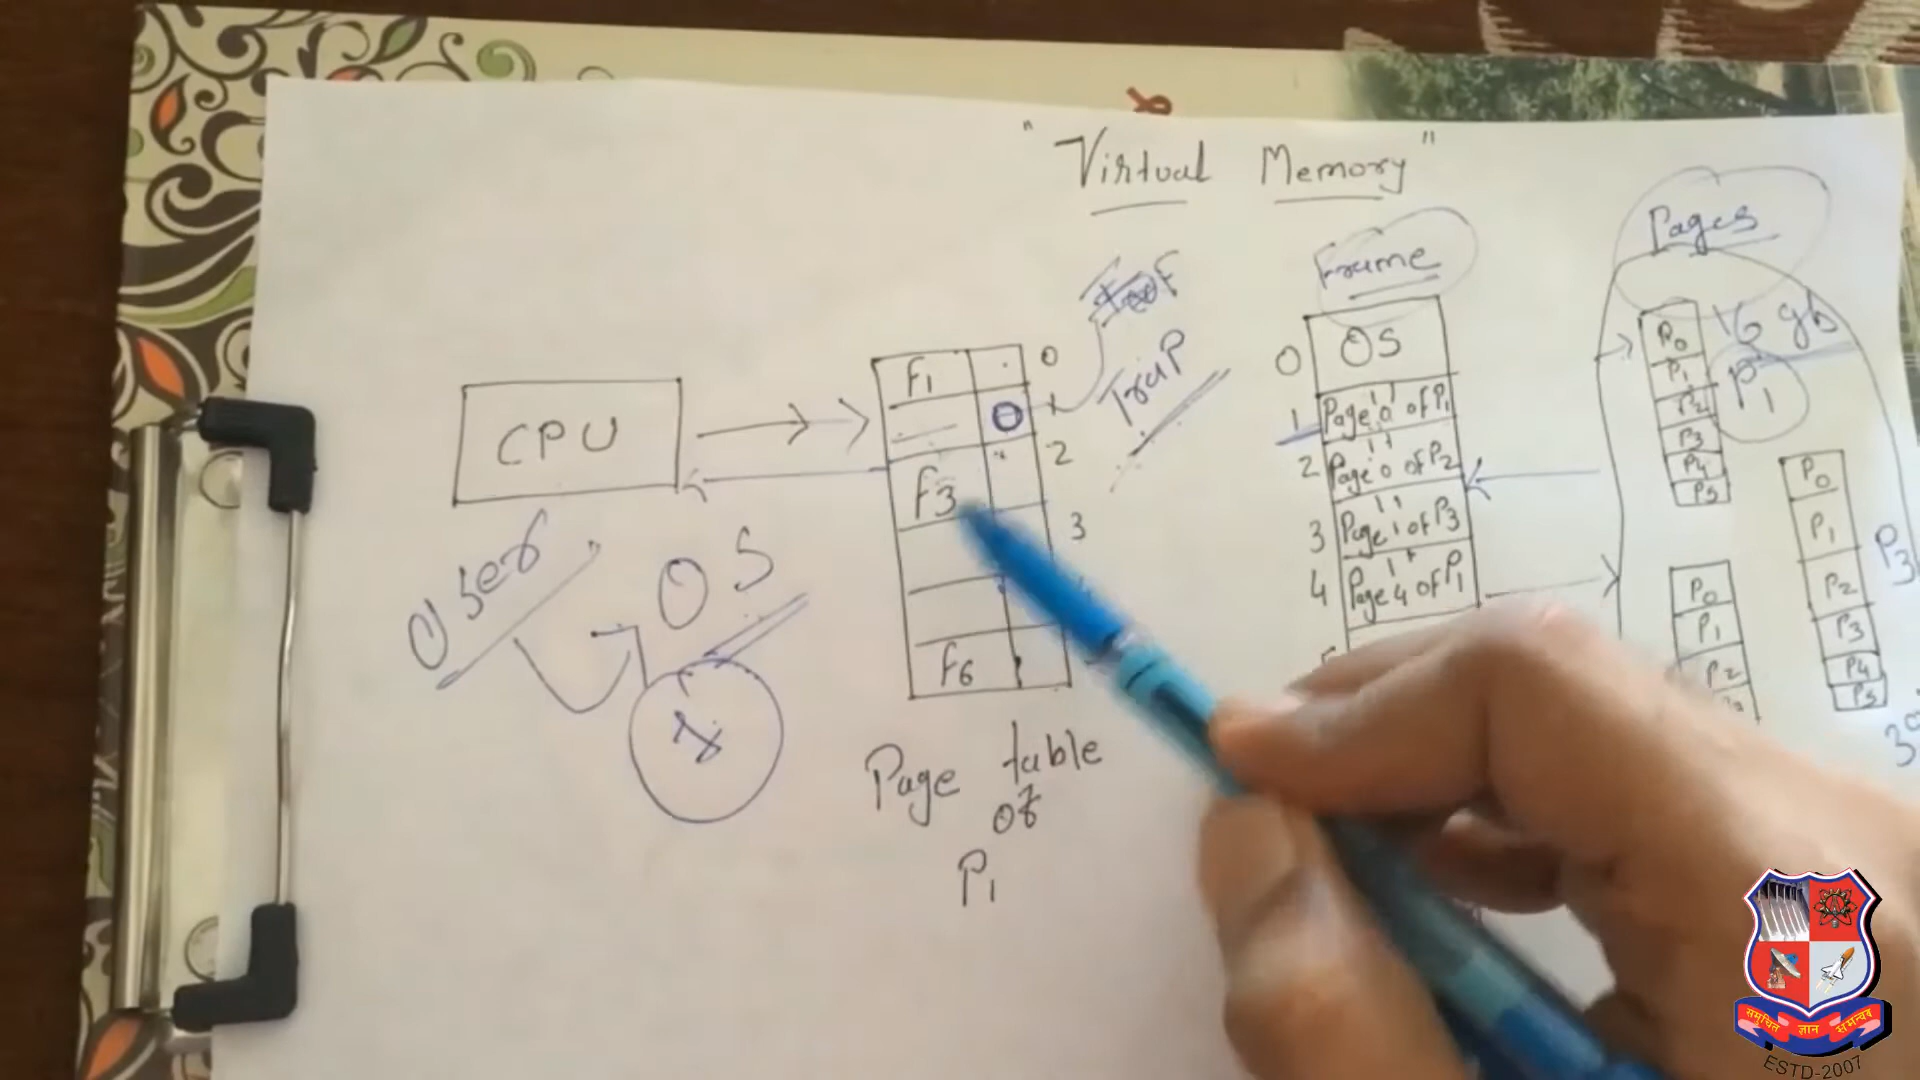 "Virtual Memory"
Pages
Frame
16 gb
P1
TraP
CPU
User
OS
F1
F3
F6
0
1
2
3
Page table
of
P1
0 OS
1 Page '0' of P1
2 Page '0' of P2
3 Page '1' of P3
4 Page 4 of P1
P0
P1
P2
P3
P4
P5
P0
P1
P2
P3
P4
P5
P3
P0
P1
P2
समुचित ज्ञान समन्वय
ESTD-2007